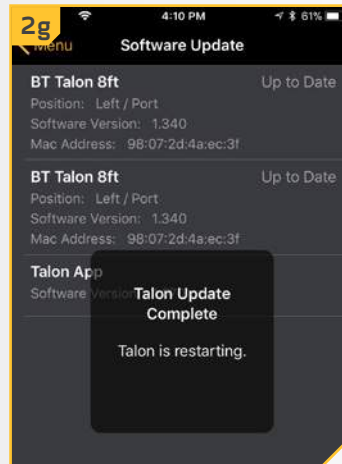 2g
4:10 PM
61%
Menu
Software Update
BT Talon 8ft
Up to Date
Position: Left / Port
Software Version: 1.340
Mac Address: 98:07:2d:4a:ec:3f
BT Talon 8ft
Up to Date
Position: Left / Port
Software Version: 1.340
Mac Address: 98:07:2d:4a:ec:3f
Talon App
Software Version
Talon Update
Complete
Talon is restarting.